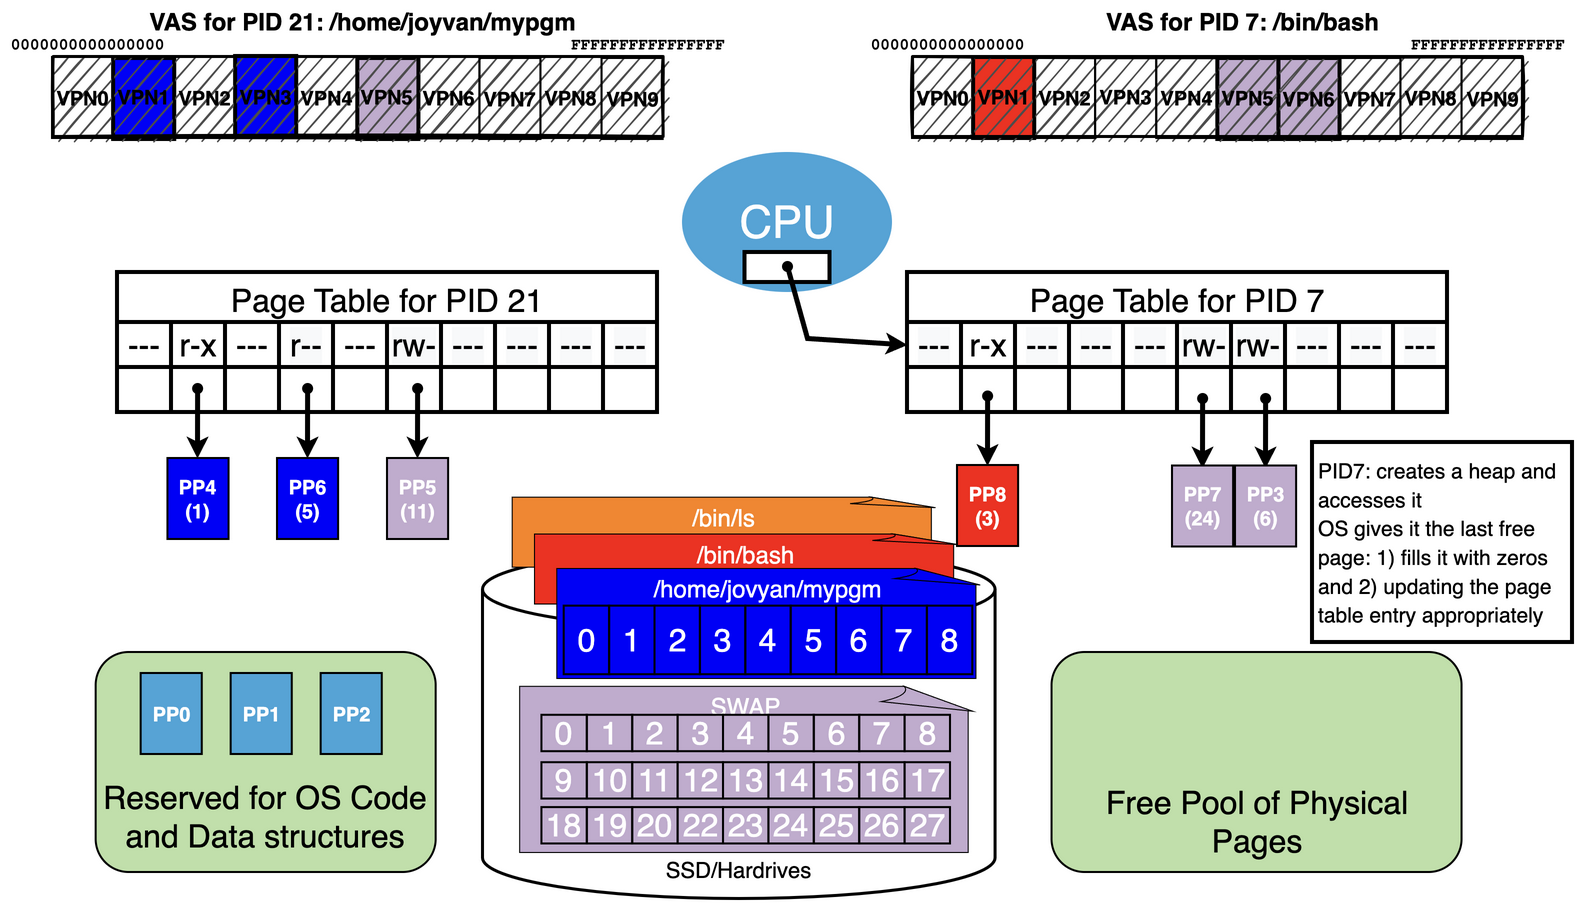 VAS for PID 21: /home/joyvan/mypgm
VAS for PID 7: /bin/bash
0000000000000000
FFFFFFFFFFFFFFFF
0000000000000000
FFFFFFFFFFFFFFFF
VPN0 VPN1 VPN2 VPN3 VPN4 VPN5 VPN6 VPN7 VPN8 VPN9
VPN0 VPN1 VPN2 VPN3 VPN4 VPN5 VPN6 VPN7 VPN8 VPN9
CPU
Page Table for PID 21
--- r-x --- r-- --- rw- --- --- --- ---
Page Table for PID 7
--- r-x --- --- --- rw- rw- --- --- ---
PP4
(1)
PP6
(5)
PP5
(11)
PP8
(3)
PP7
(24)
PP3
(6)
PID7: creates a heap and
accesses it
OS gives it the last free
page: 1) fills it with zeros
and 2) updating the page
table entry appropriately
/bin/ls
/bin/bash
/home/jovyan/mypgm
0 1 2 3 4 5 6 7 8
SWAP
0 1 2 3 4 5 6 7 8
9 10 11 12 13 14 15 16 17
18 19 20 22 23 24 25 26 27
SSD/Hardrives
PP0 PP1 PP2
Reserved for OS Code
and Data structures
Free Pool of Physical
Pages